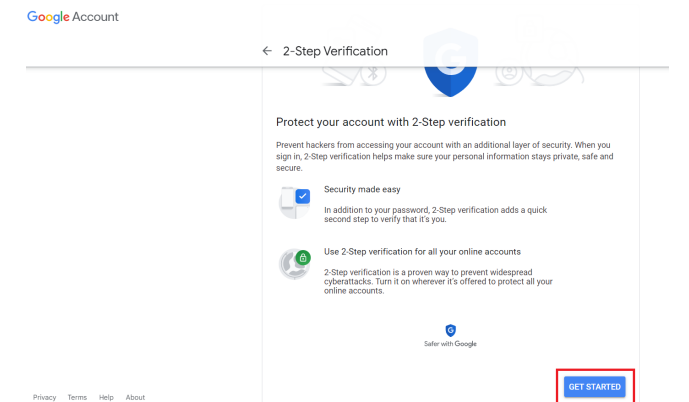 Google Account
← 2-Step Verification
Protect your account with 2-Step verification
Prevent hackers from accessing your account with an additional layer of security. When you
sign in, 2-Step verification helps make sure your personal information stays private, safe and
secure.
Security made easy
In addition to your password, 2-Step verification adds a quick
second step to verify that it's you.
Use 2-Step verification for all your online accounts
2-Step verification is a proven way to prevent widespread
cyberattacks. Turn it on wherever it's offered to protect all your
online accounts.
G
Safer with Google
GET STARTED
Privacy Terms Help About